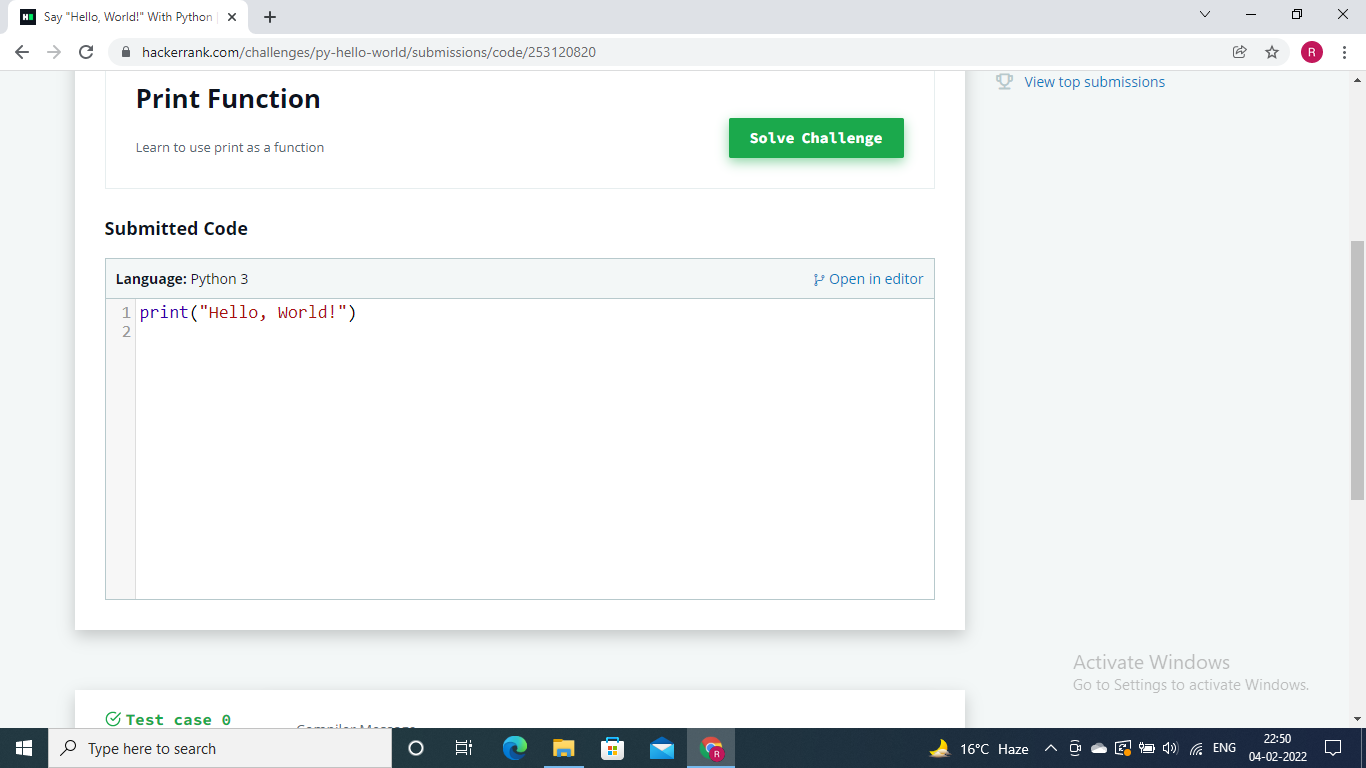 Say "Hello, World!" With Python
hackerrank.com/challenges/py-hello-world/submissions/code/253120820
R
Print Function
Learn to use print as a function
Solve Challenge
View top submissions
Submitted Code
Language: Python 3
Open in editor
1 print("Hello, World!")
2
Test case 0
Compiler Message
Activate Windows
Go to Settings to activate Windows.
Type here to search
R
16°C Haze
ENG
22:50
04-02-2022